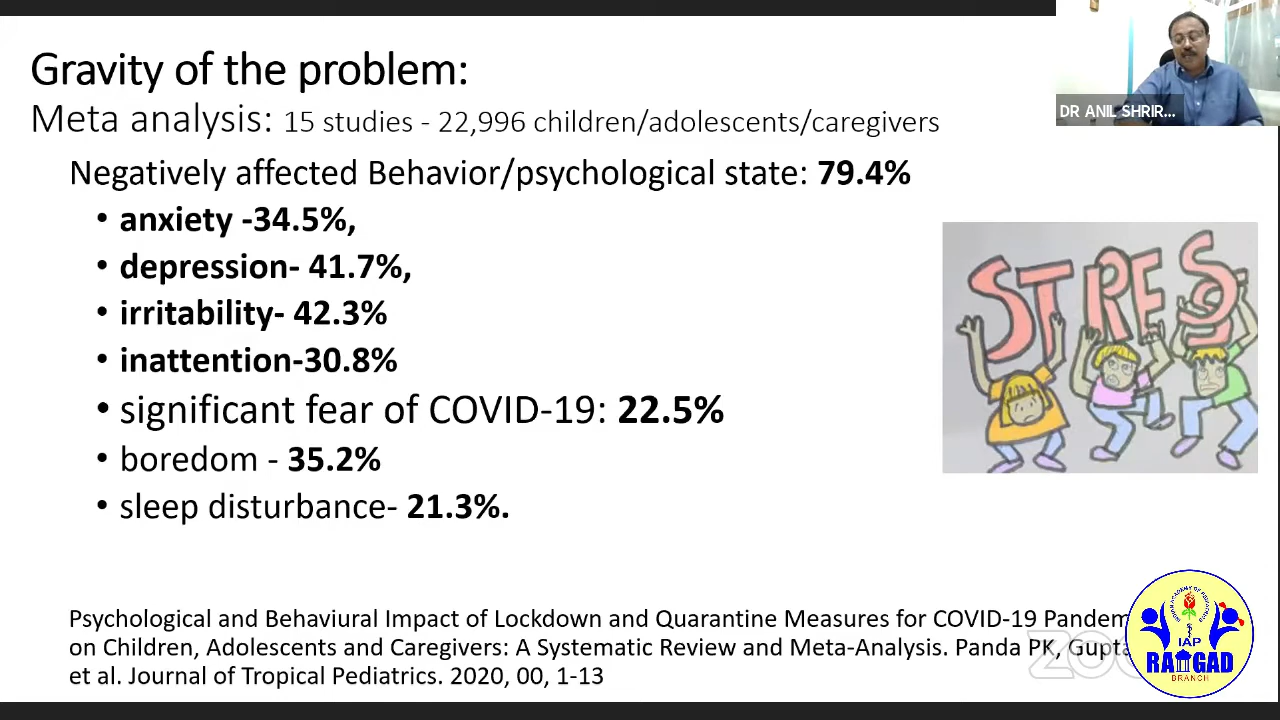 Gravity of the problem:
Meta analysis: 15 studies - 22,996 children/adolescents/caregivers
Negatively affected Behavior/psychological state: 79.4%
• anxiety -34.5%,
• depression- 41.7%,
• irritability- 42.3%
• inattention-30.8%
• significant fear of COVID-19: 22.5%
• boredom - 35.2%
• sleep disturbance- 21.3%.
DR ANIL SHRIR...
STRESS
Psychological and Behaviural Impact of Lockdown and Quarantine Measures for COVID-19 Pandem
on Children, Adolescents and Caregivers: A Systematic Review and Meta-Analysis. Panda PK, Gupta
et al. Journal of Tropical Pediatrics. 2020, 00, 1-13
IAP
RAIGAD
BRANCH